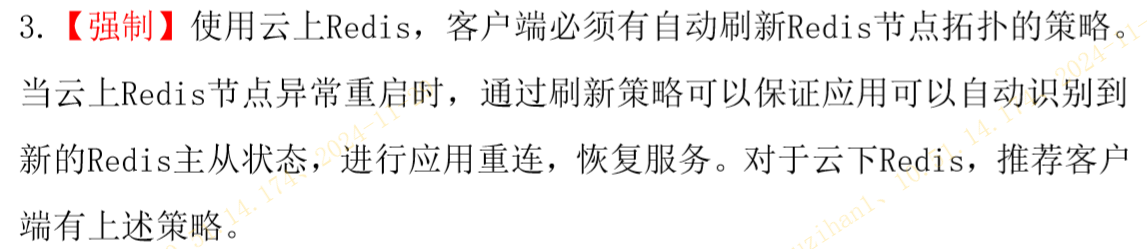 3.【强制】使用云上Redis，客户端必须有自动刷新Redis节点拓扑的策略。
当云上Redis节点异常重启时，通过刷新策略可以保证应用可以自动识别到
新的Redis主从状态，进行应用重连，恢复服务。对于云下Redis，推荐客户
端有上述策略。